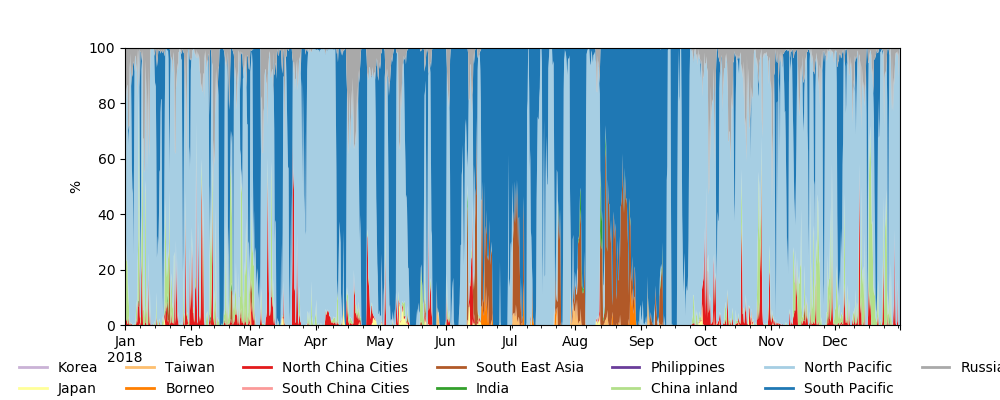 100
80
60
40
20
0
%
Jan Feb Mar Apr May Jun Jul Aug Sep Oct Nov Dec
2018
Korea Taiwan North China Cities South East Asia Philippines North Pacific Russia
Japan Borneo South China Cities India China inland South Pacific